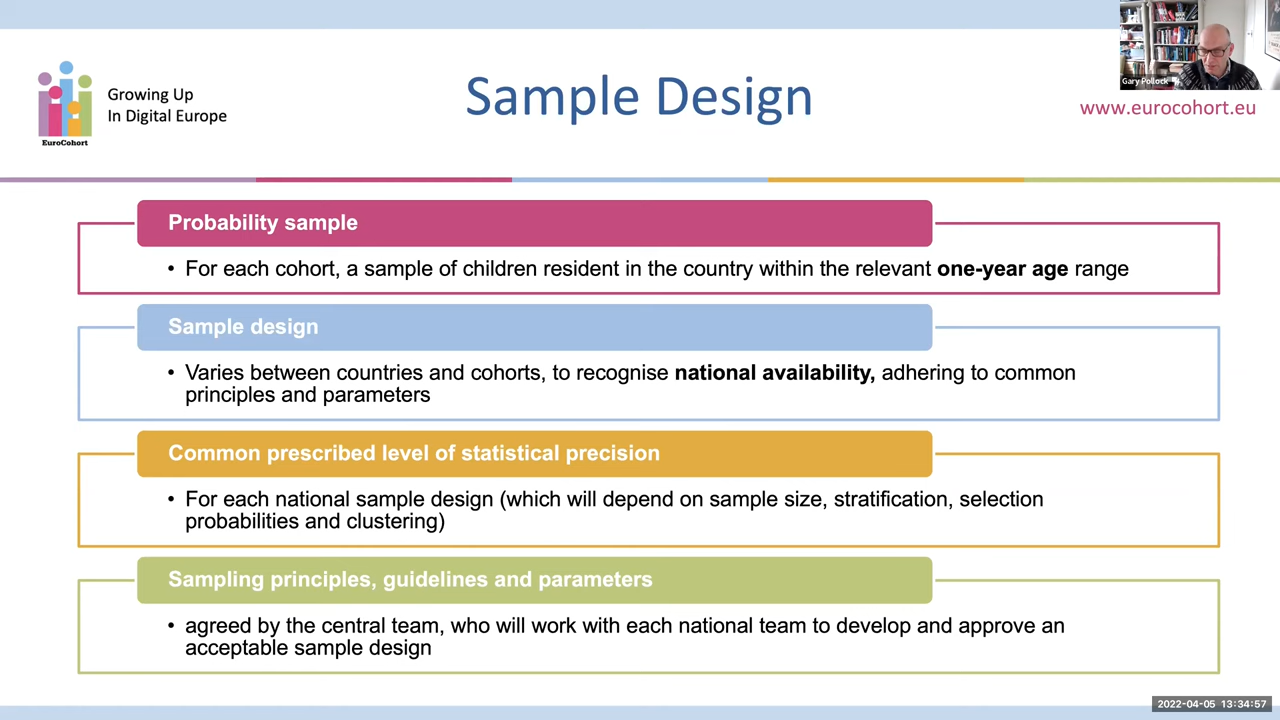 Gary Pollock
Growing Up
In Digital Europe
EuroCohort
Sample Design
www.eurocohort.eu
Probability sample
• For each cohort, a sample of children resident in the country within the relevant one-year age range
Sample design
• Varies between countries and cohorts, to recognise national availability, adhering to common
principles and parameters
Common prescribed level of statistical precision
• For each national sample design (which will depend on sample size, stratification, selection
probabilities and clustering)
Sampling principles, guidelines and parameters
• agreed by the central team, who will work with each national team to develop and approve an
acceptable sample design
2022-04-05 13:34:57